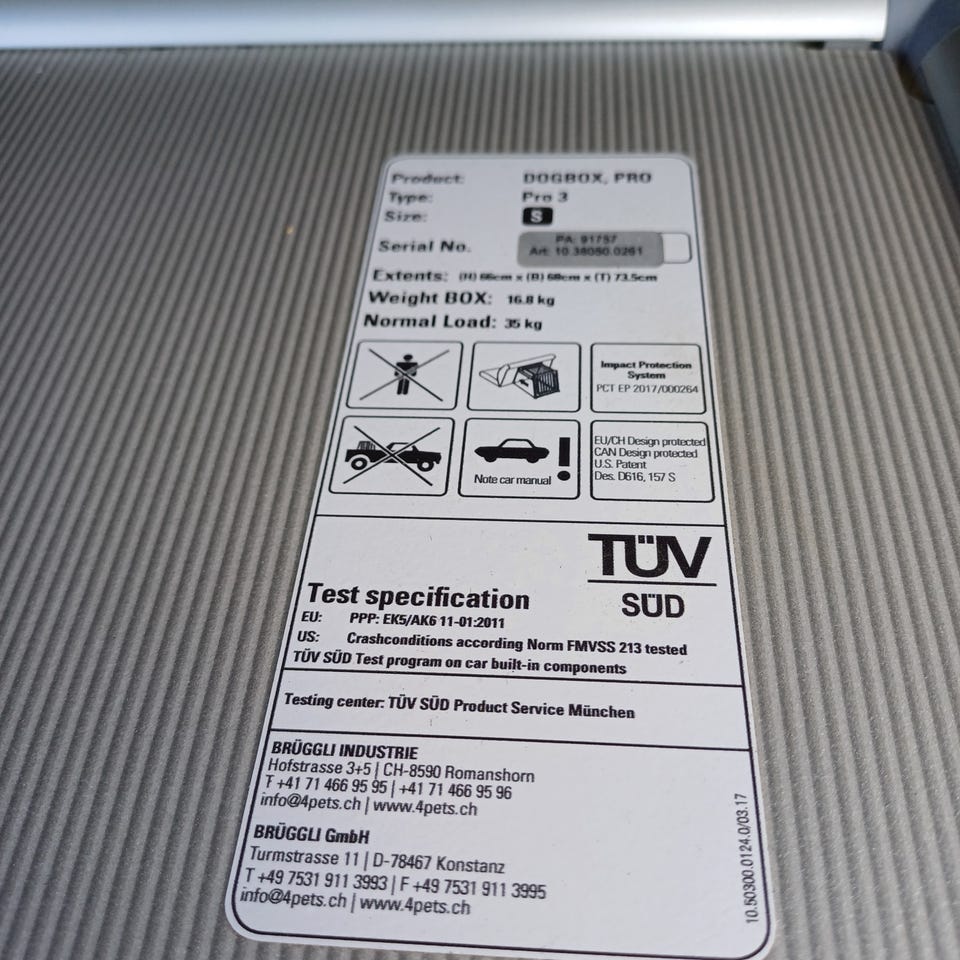 Product: DOGBOX, PRO
Type: Pro 3
Size: S
Serial No. PA: 91757
Art: 10.38050.0261
Extents: (H) 66cm x (B) 68cm x (T) 73.5cm
Weight BOX: 16.8 kg
Normal Load: 35 kg
Impact Protection
System
PCT EP 2017/000264
Note car manual
!
EU/CH Design protected
CAN Design protected
U.S. Patent
Des. D616, 157 S
TÜV
SÜD
Test specification
EU: PPP: EK5/AK6 11-01:2011
US: Crashconditions according Norm FMVSS 213 tested
TÜV SÜD Test program on car built-in components
Testing center: TÜV SÜD Product Service München
BRÜGGLI INDUSTRIE
Hofstrasse 3+5 | CH-8590 Romanshorn
T +41 71 466 95 95 | +41 71 466 95 96
info@4pets.ch | www.4pets.ch
BRÜGGLI GmbH
Turmstrasse 11 | D-78467 Konstanz
T +49 7531 911 3993 | F +49 7531 911 3995
info@4pets.ch | www.4pets.ch
10.50300.0124.0/03.17